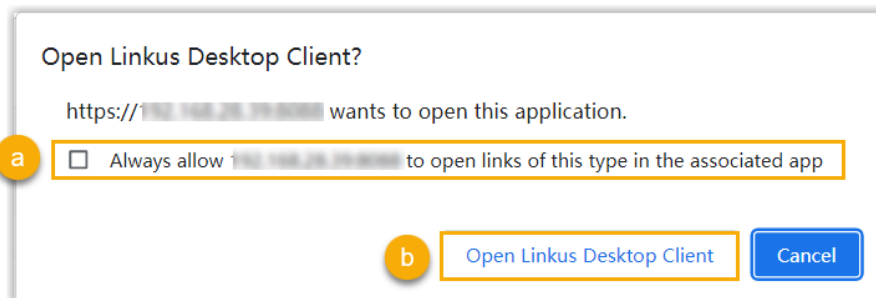 Open Linkus Desktop Client?
https:// wants to open this application.
a
Always allow to open links of this type in the associated app
b
Open Linkus Desktop Client
Cancel